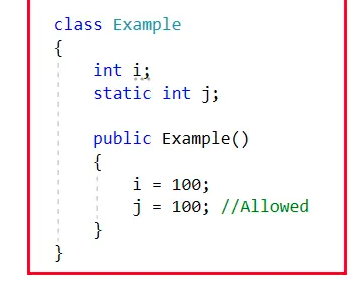 class Example
{
int i;
static int j;
public Example()
{
i = 100;
j = 100; //Allowed
}
}